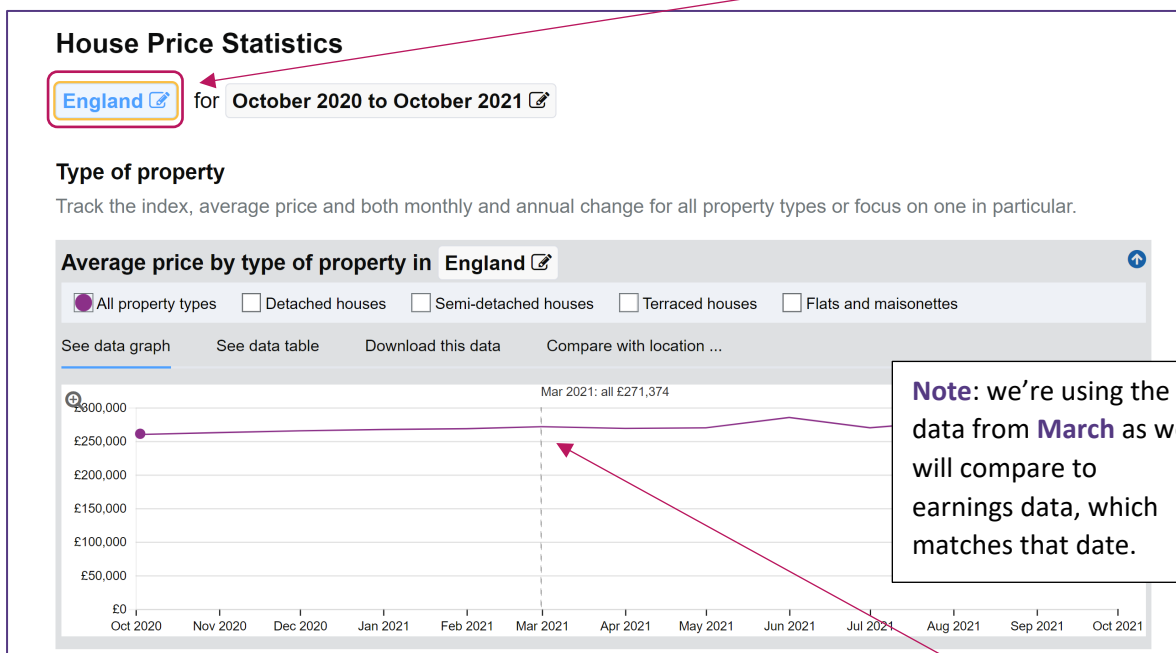 House Price Statistics
England for October 2020 to October 2021
Type of property
Track the index, average price and both monthly and annual change for all property types or focus on one in particular.
Average price by type of property in England
All property types Detached houses Semi-detached houses Terraced houses Flats and maisonettes
See data graph See data table Download this data Compare with location ...
Mar 2021: all £271,374
Note: we're using the
data from March as w
will compare to
earnings data, which
matches that date.
£300,000
£250,000
£200,000
£150,000
£100,000
£50,000
£0
Oct 2020 Nov 2020 Dec 2020 Jan 2021 Feb 2021 Mar 2021 Apr 2021 May 2021 Jun 2021 Jul 2021 Aug 2021 Sep 2021 Oct 2021